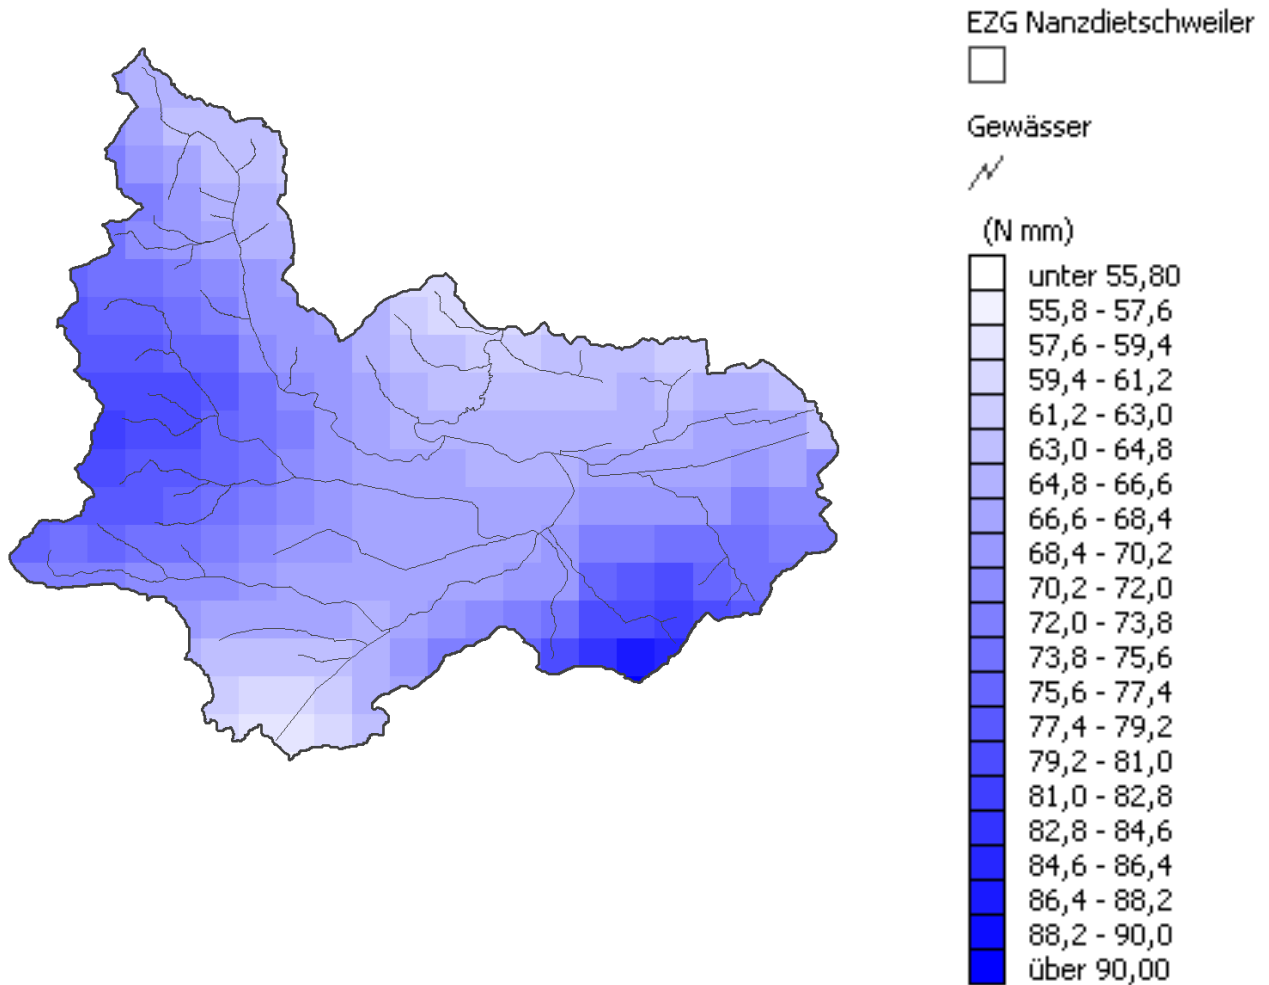 EZG Nanzdietschweiler
Gewässer
(N mm)
unter 55,80
55,8 - 57,6
57,6 - 59,4
59,4 - 61,2
61,2 - 63,0
63,0 - 64,8
64,8 - 66,6
66,6 - 68,4
68,4 - 70,2
70,2 - 72,0
72,0 - 73,8
73,8 - 75,6
75,6 - 77,4
77,4 - 79,2
79,2 - 81,0
81,0 - 82,8
82,8 - 84,6
84,6 - 86,4
86,4 - 88,2
88,2 - 90,0
über 90,00